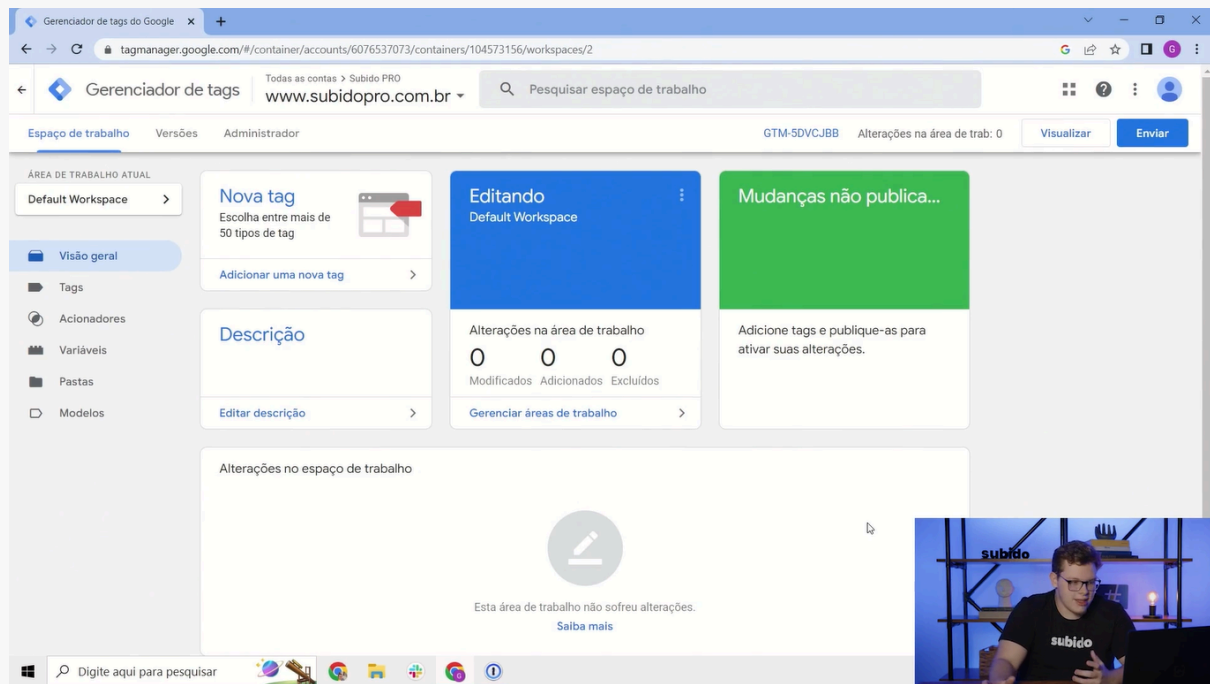 Gerenciador de tags do Google
tagmanager.google.com/#/container/accounts/6076537073/containers/104573156/workspaces/2
G
Gerenciador de tags
Todas as contas > Subido PRO
www.subidopro.com.br
Pesquisar espaço de trabalho
Espaço de trabalho
Versões
Administrador
GTM-5DVCJBB
Alterações na área de trab: 0
Visualizar
Enviar
ÁREA DE TRABALHO ATUAL
Default Workspace
Visão geral
Tags
Acionadores
Variáveis
Pastas
Modelos
Nova tag
Escolha entre mais de
50 tipos de tag
Adicionar uma nova tag
Descrição
Editar descrição
Editando
Default Workspace
Alterações na área de trabalho
0 0 0
Modificados Adicionados Excluídos
Gerenciar áreas de trabalho
Mudanças não publica...
Adicione tags e publique-as para
ativar suas alterações.
Alterações no espaço de trabalho
Esta área de trabalho não sofreu alterações.
Saiba mais
subido
#
subido
Digite aqui para pesquisar